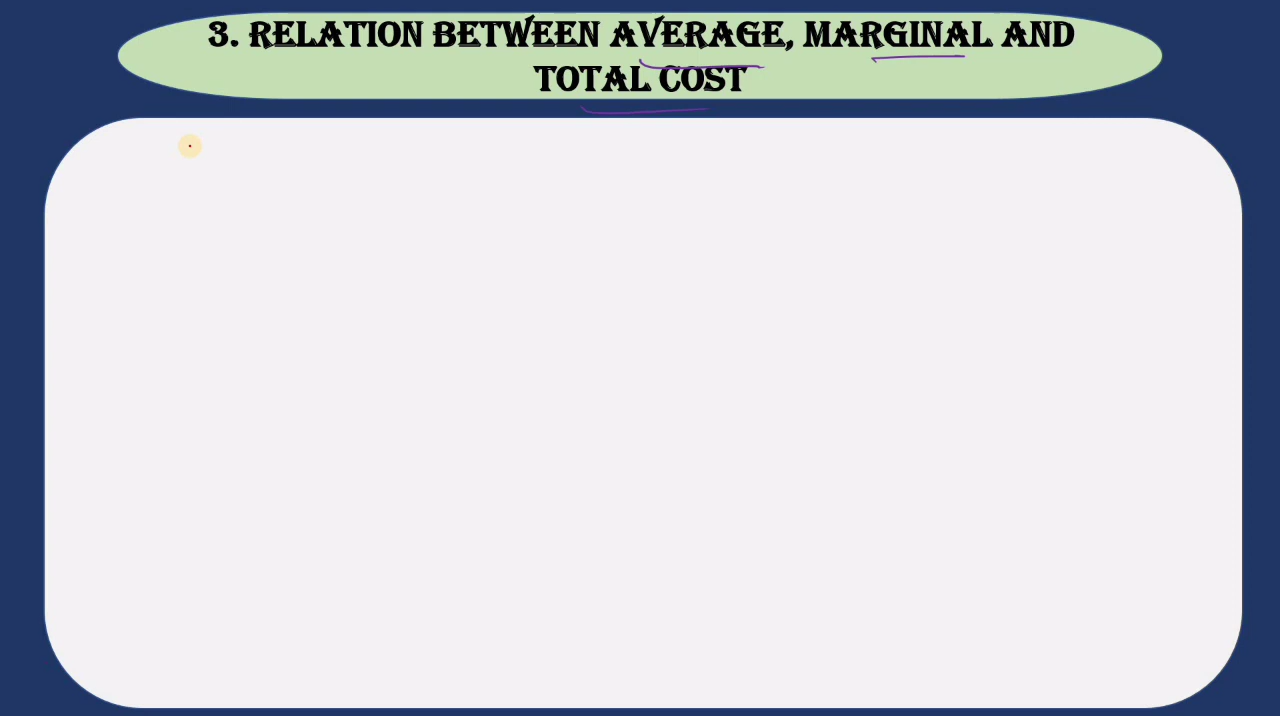 3. RELATION BETWEEN AVERAGE, MARGINAL AND
TOTAL COST